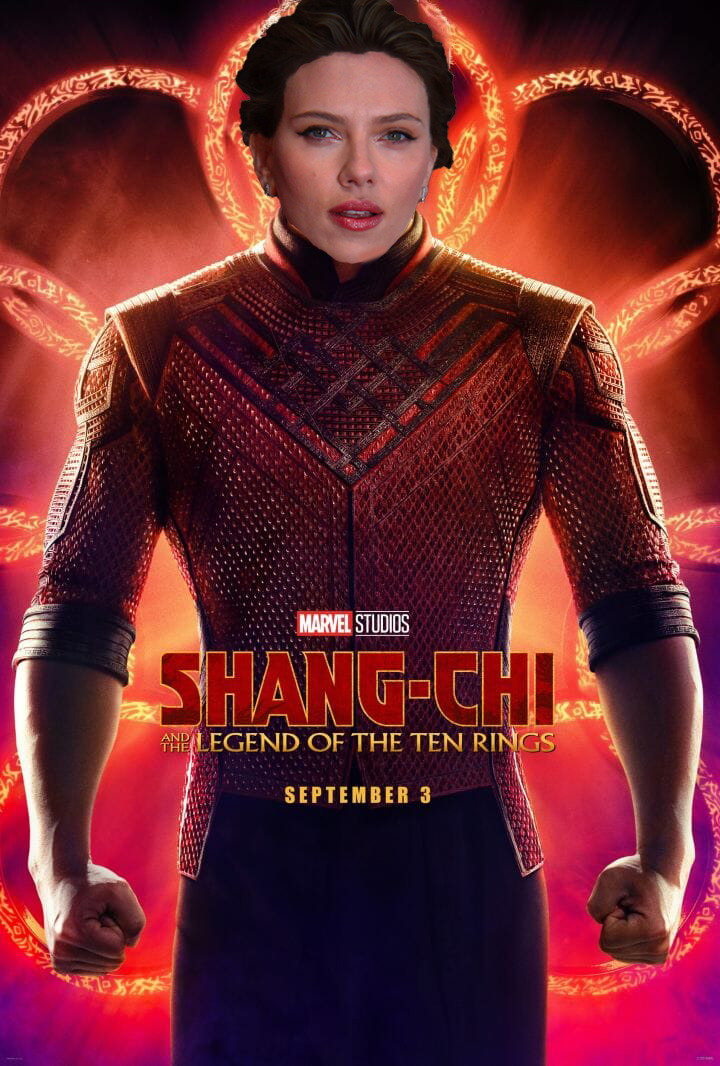 MARVEL STUDIOS
SHANG-CHI
AND THE LEGEND OF THE TEN RINGS
SEPTEMBER 3